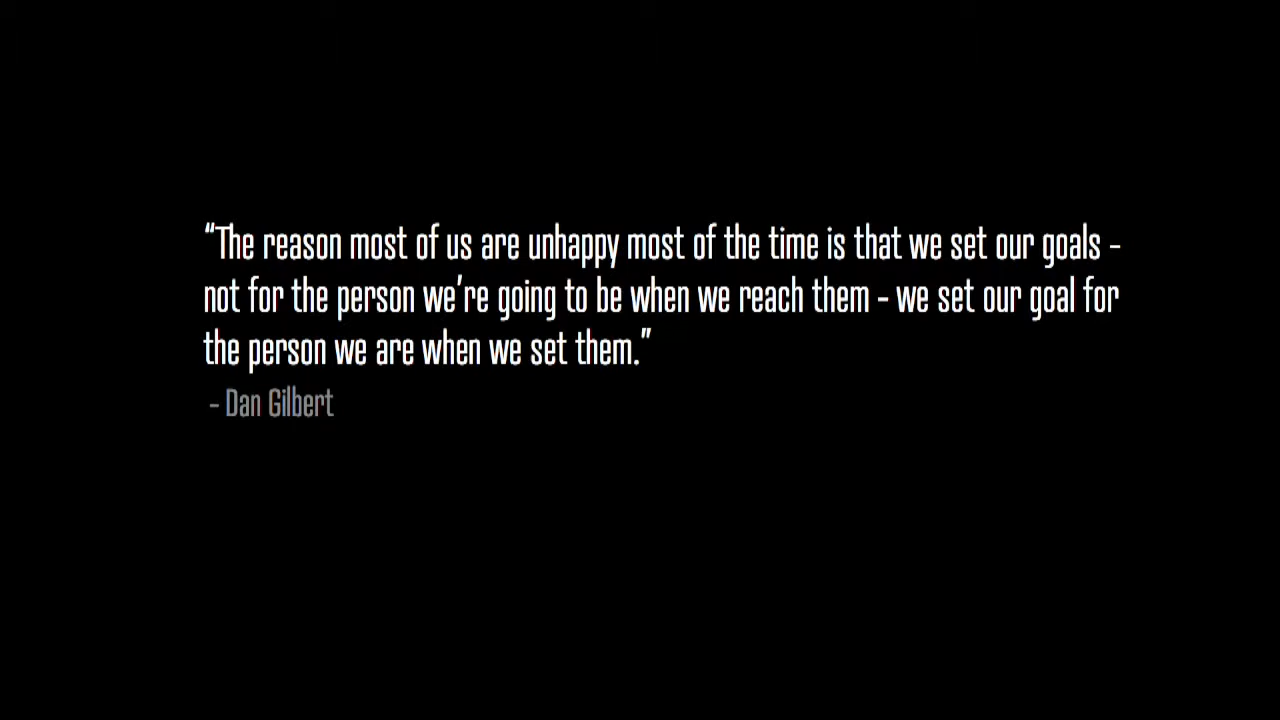 “The reason most of us are unhappy most of the time is that we set our goals -
not for the person we’re going to be when we reach them - we set our goal for
the person we are when we set them.”
- Dan Gilbert